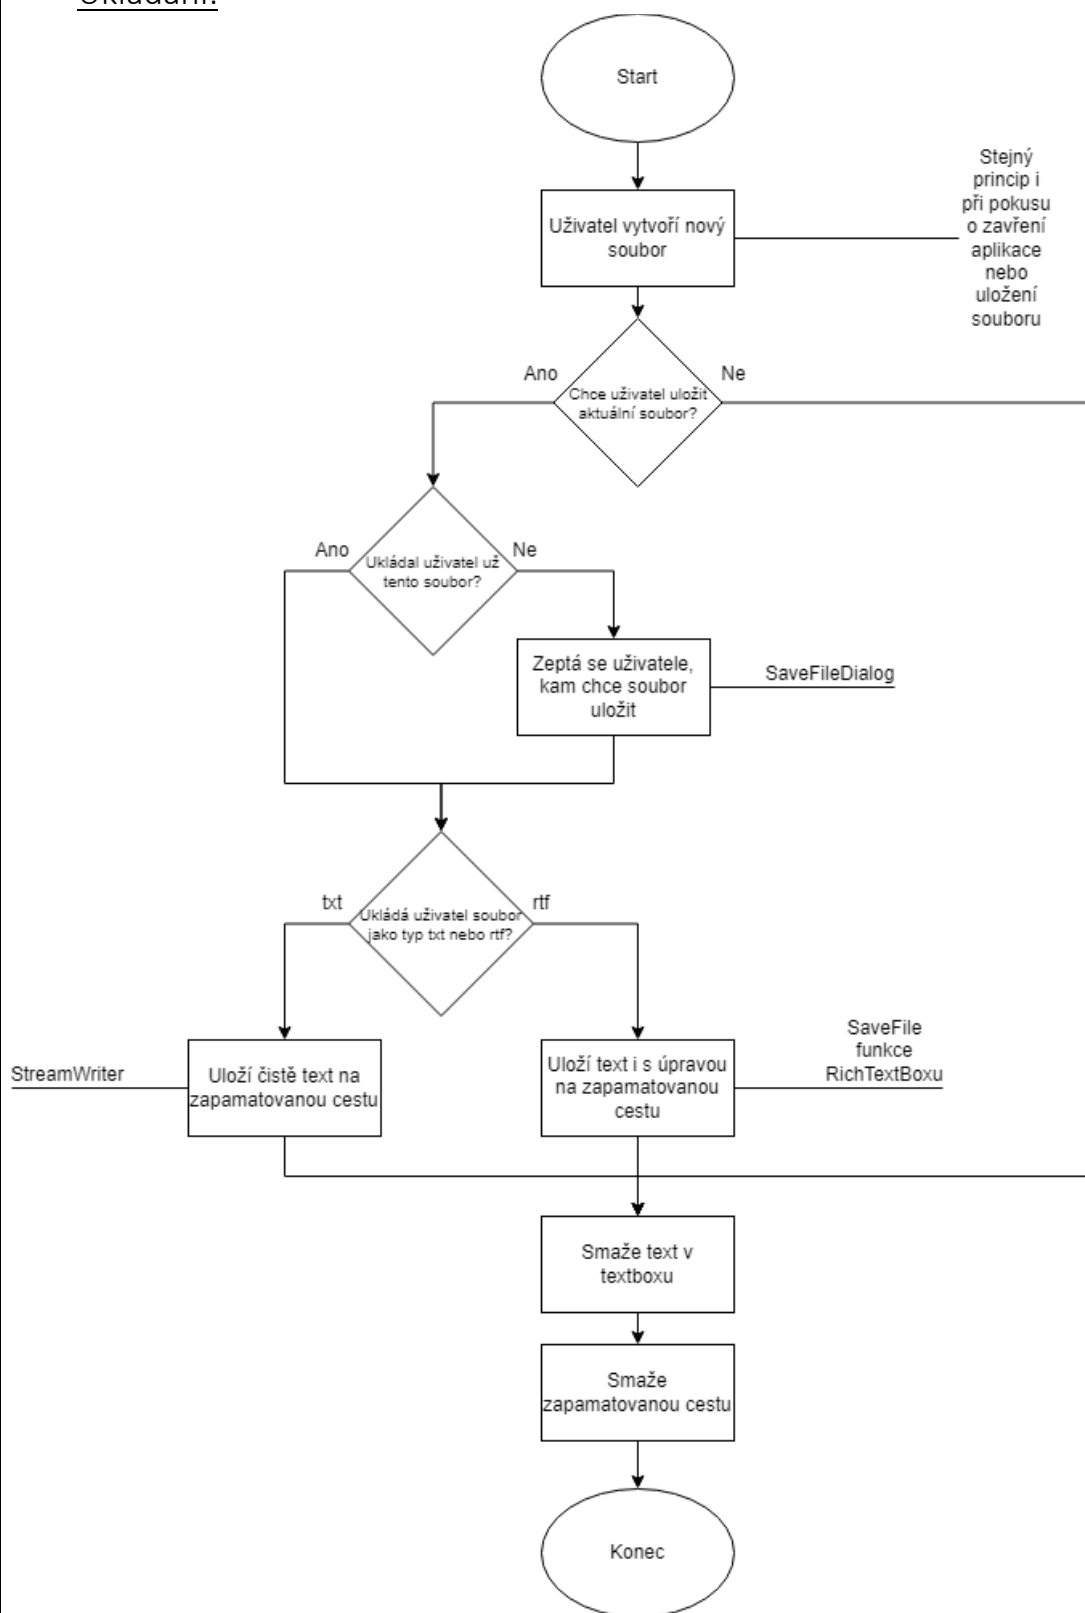 Ukládání:
Start
Uživatel vytvoří nový
soubor
Stejný
princip i
při pokusu
o zavření
aplikace
nebo
uložení
souboru
Ano
Ne
Chce uživatel uložit
aktuální soubor?
Ano
Ne
Ukládal uživatel už
tento soubor?
Zeptá se uživatele,
kam chce soubor
uložit
SaveFileDialog
txt
rtf
Ukládá uživatel soubor
jako typ txt nebo rtf?
StreamWriter
Uloží čistě text na
zapamatovanou cestu
Uloží text i s úpravou
na zapamatovanou
cestu
SaveFile
funkce
RichTextBoxu
Smaže text v
textboxu
Smaže
zapamatovanou cestu
Konec